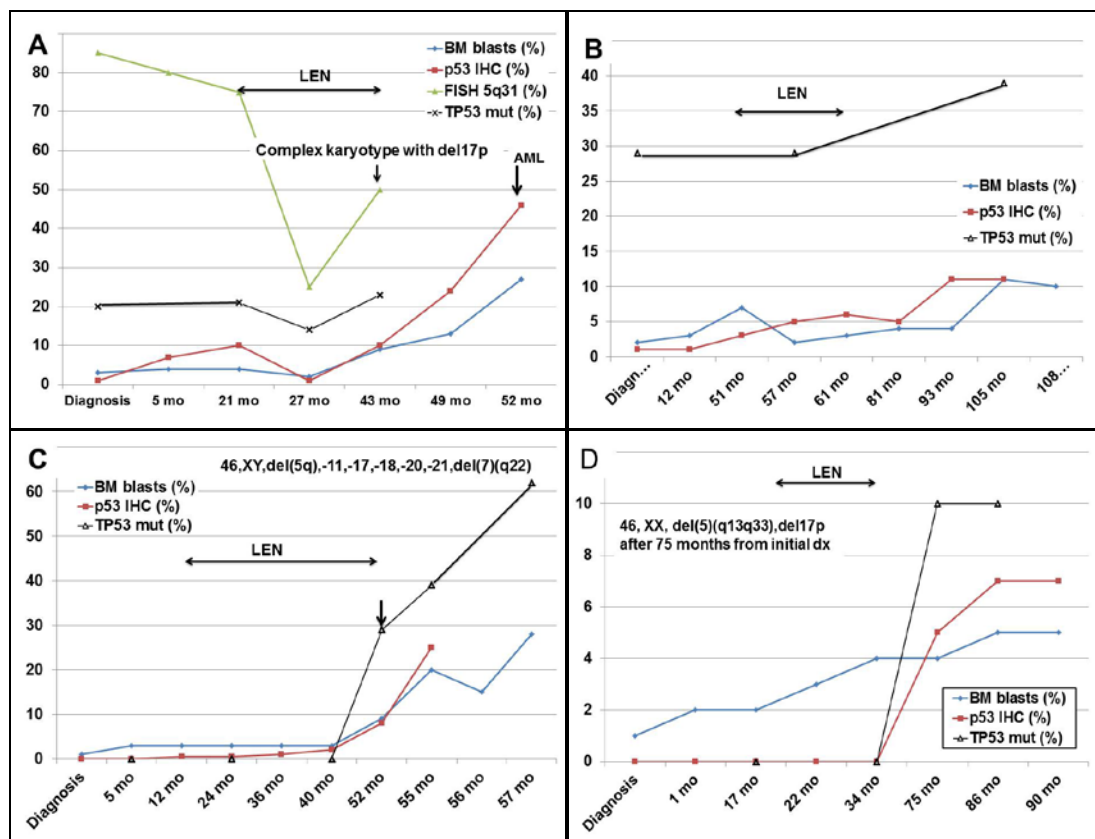 A
BM blasts (%)
p53 IHC (%)
FISH 5q31 (%)
TP53 mut (%)
LEN
Complex karyotype with del17p
AML
80
70
60
50
40
30
20
10
0
Diagnosis 5 mo 21 mo 27 mo 43 mo 49 mo 52 mo
B
LEN
BM blasts (%)
p53 IHC (%)
TP53 mut (%)
40
35
30
25
20
15
10
5
0
Diagn... 12 mo 51 mo 57 mo 61 mo 81 mo 93 mo 105 mo 108...
C
46,XY,del(5q),-11,-17,-18,-20,-21,del(7)(q22)
BM blasts (%)
p53 IHC (%)
TP53 mut (%)
LEN
60
50
40
30
20
10
0
Diagnosis 5 mo 12 mo 24 mo 36 mo 40 mo 52 mo 55 mo 56 mo 57 mo
D
LEN
46, XX, del(5)(q13q33),del17p
after 75 months from initial dx
BM blasts (%)
p53 IHC (%)
TP53 mut (%)
10
8
6
4
2
0
Diagnosis 1 mo 17 mo 22 mo 34 mo 75 mo 86 mo 90 mo